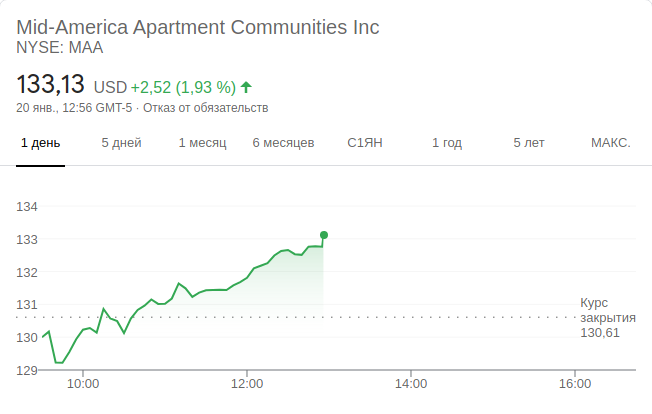 Mid-America Apartment Communities Inc
NYSE: MAA
133,13 USD +2,52 (1,93 %)
20 янв., 12:56 GMT-5 · Отказ от обязательств
1 день 5 дней 1 месяц 6 месяцев С1ЯН 1 год 5 лет МАКС.
134
133
132
131
130
129
Курс
закрытия
130,61
10:00 12:00 14:00 16:00